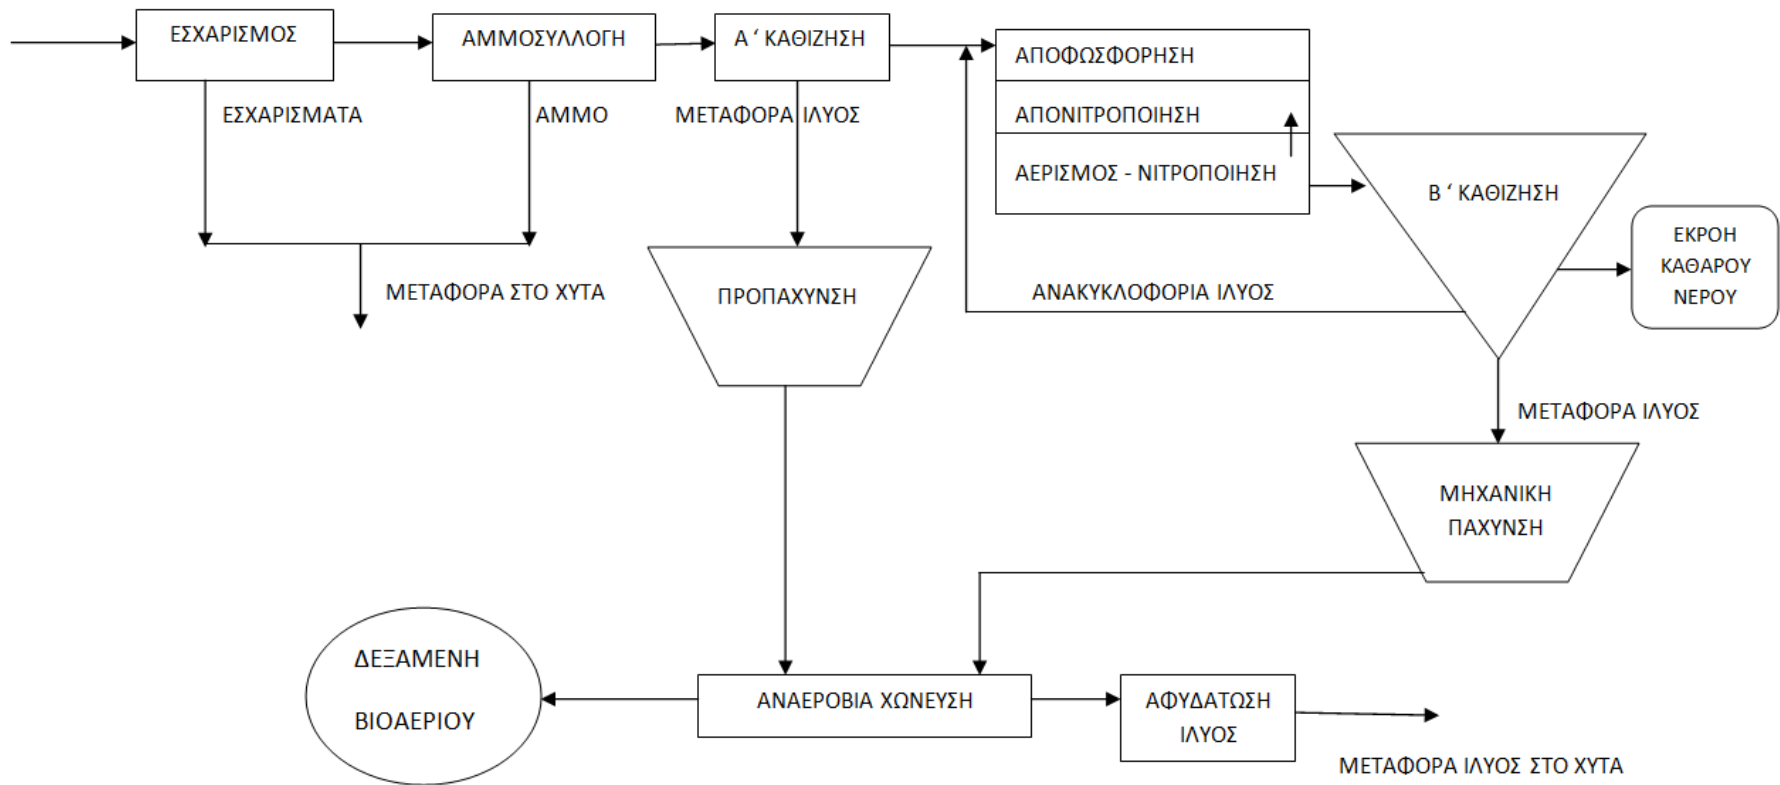 ΕΣΧΑΡΙΣΜΟΣ
ΑΜΜΟΣΥΛΛΟΓΗ
Α ‘ ΚΑΘΙΖΗΣΗ
ΑΠΟΦΩΣΦΟΡΗΣΗ
ΕΣΧΑΡΙΣΜΑΤΑ
ΑΜΜΟ
ΜΕΤΑΦΟΡΑ ΙΛΥΟΣ
ΑΠΟΝΙΤΡΟΠΟΙΗΣΗ
ΑΕΡΙΣΜΟΣ - ΝΙΤΡΟΠΟΙΗΣΗ
Β ‘ ΚΑΘΙΖΗΣΗ
ΕΚΡΟΗ
ΚΑΘΑΡΟΥ
ΝΕΡΟΥ
ΜΕΤΑΦΟΡΑ ΣΤΟ ΧΥΤΑ
ΠΡΟΠΑΧΥΝΣΗ
ΑΝΑΚΥΚΛΟΦΟΡΙΑ ΙΛΥΟΣ
ΜΕΤΑΦΟΡΑ ΙΛΥΟΣ
ΜΗΧΑΝΙΚΗ
ΠΑΧΥΝΣΗ
ΔΕΞΑΜΕΝΗ
ΒΙΟΑΕΡΙΟΥ
ΑΝΑΕΡΟΒΙΑ ΧΩΝΕΥΣΗ
ΑΦΥΔΑΤΩΣΗ
ΙΛΥΟΣ
ΜΕΤΑΦΟΡΑ ΙΛΥΟΣ ΣΤΟ ΧΥΤΑ